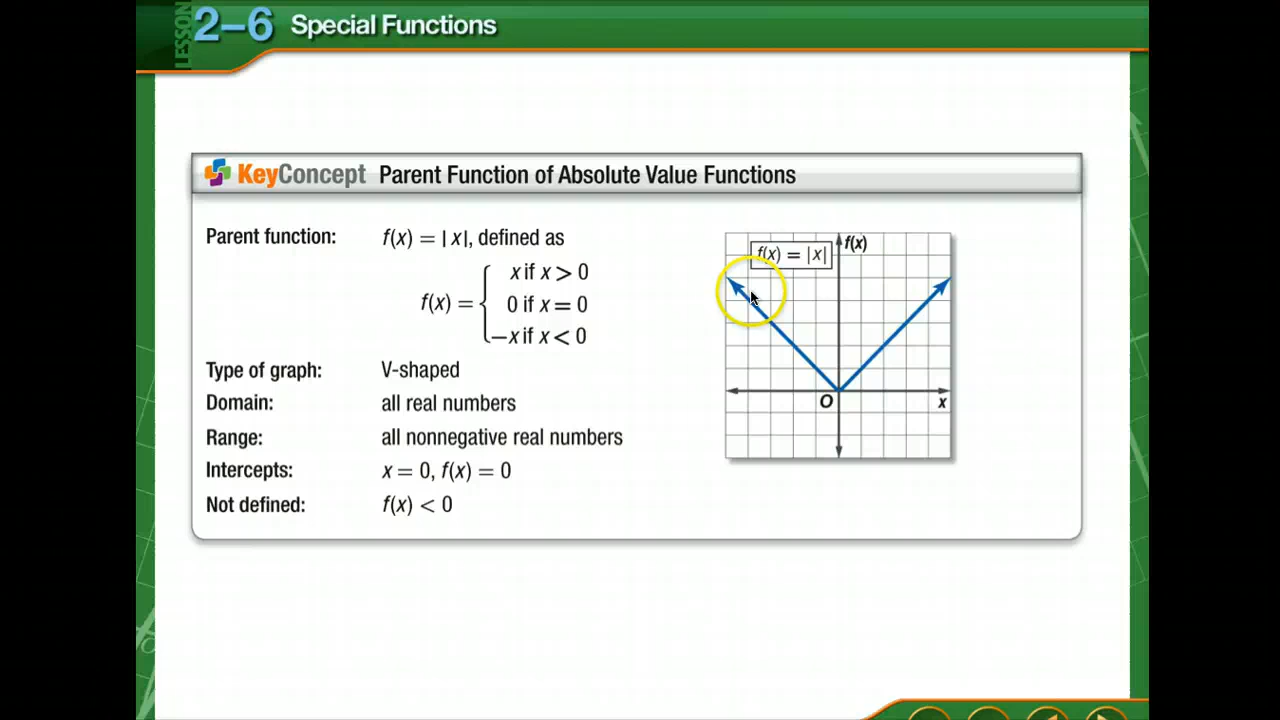 LESSON 2–6 Special Functions
KeyConcept Parent Function of Absolute Value Functions
Parent function: f(x) = |x|, defined as
x if x > 0
f(x) = { 0 if x = 0
−x if x < 0
Type of graph: V-shaped
Domain: all real numbers
Range: all nonnegative real numbers
Intercepts: x = 0, f(x) = 0
Not defined: f(x) < 0
f(x) = |x|
f(x)
O
x